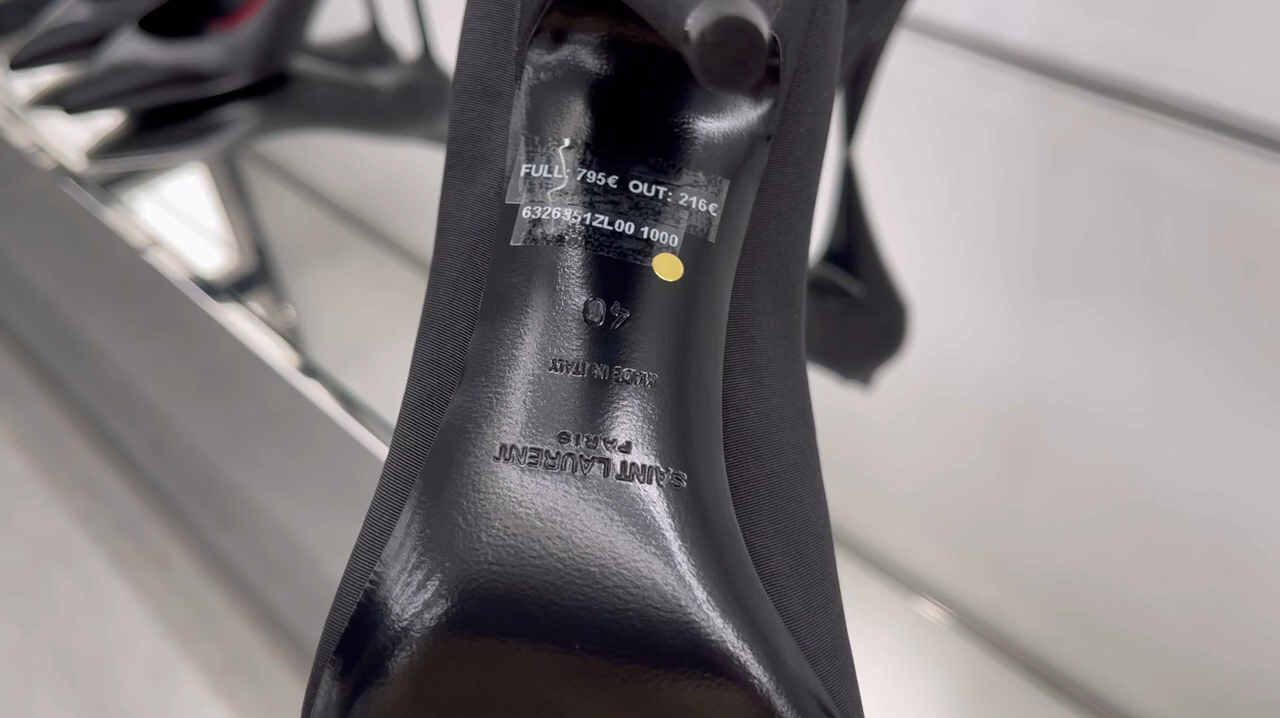 FULL: 795€ OUT: 216€
6326351ZL00 1000
40
MADE IN ITALY
SAINT LAURENT
PARIS